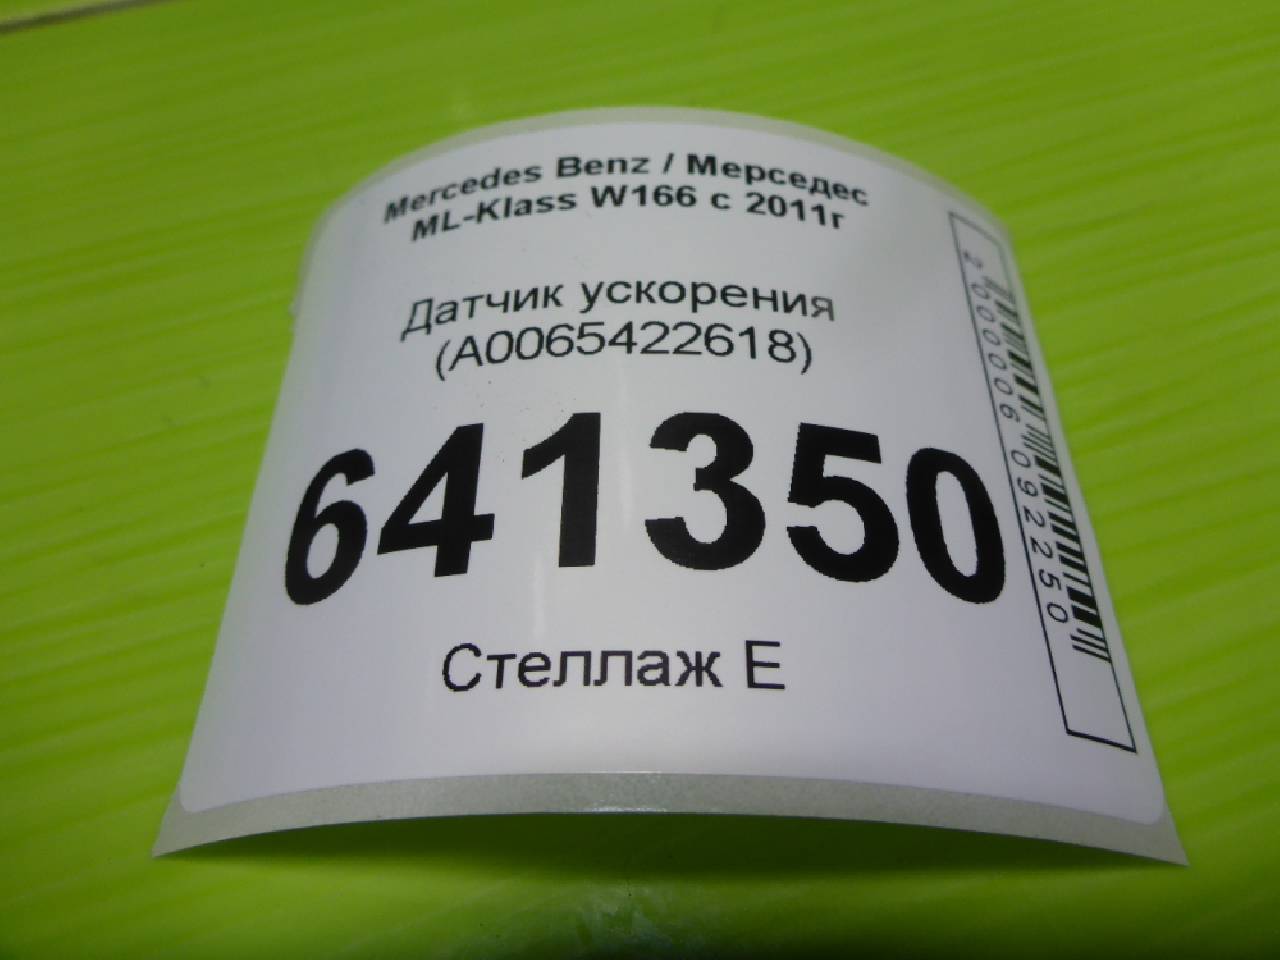 Mercedes Benz / Мерседес
ML-Klass W166 с 2011г
Датчик ускорения
(A0065422618)
641350
Стеллаж Е
2000006092250